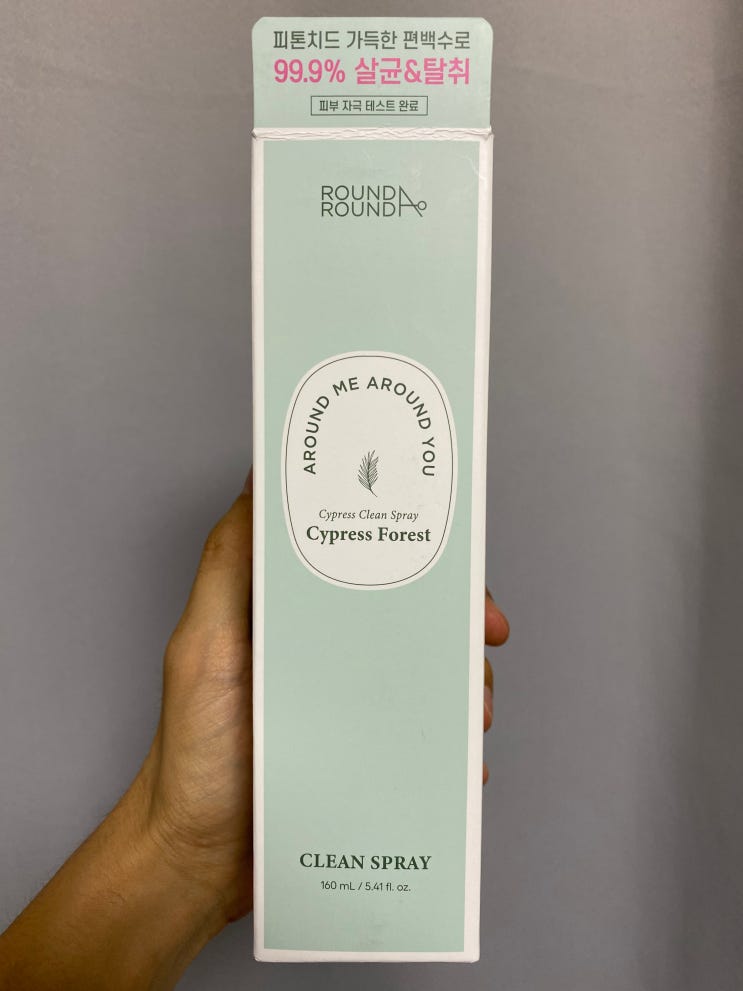 피톤치드 가득한 편백수로
99.9% 살균&탈취
피부 자극 테스트 완료
ROUND A
ROUND
AROUND ME AROUND YOU
Cypress Clean Spray
Cypress Forest
CLEAN SPRAY
160 mL / 5.41 fl. oz.